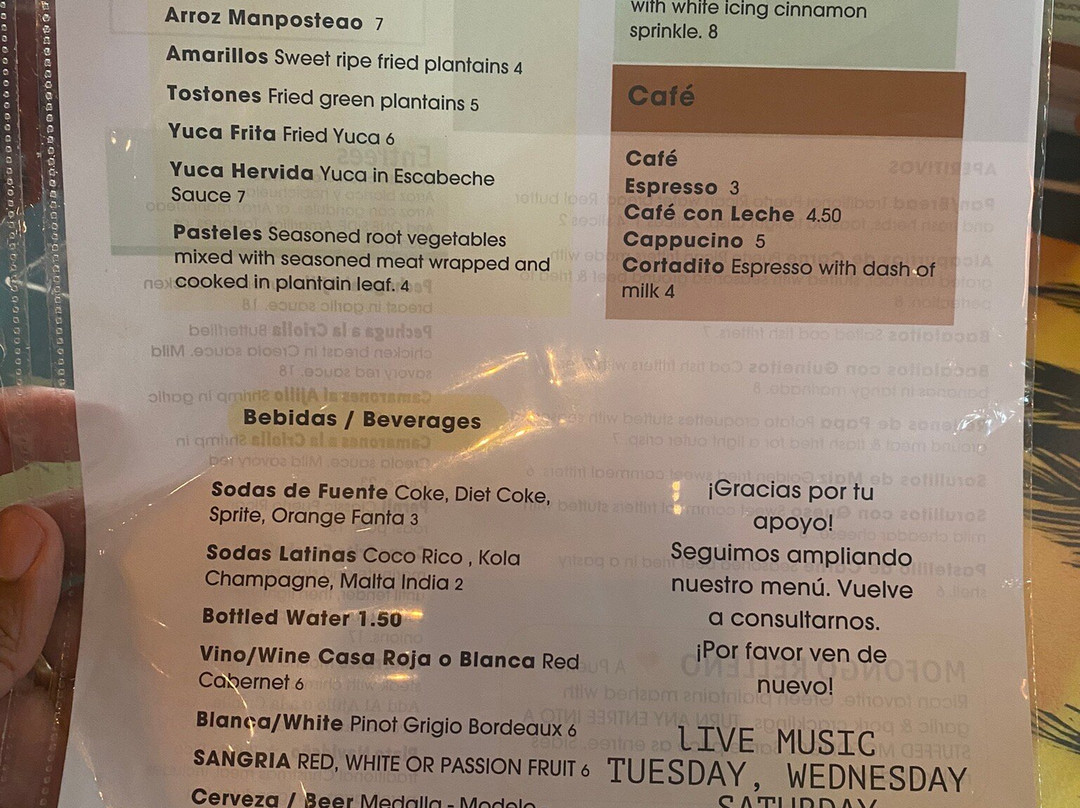 Arroz Manposteao 7
Amarillos Sweet ripe fried plantains 4
Tostones Fried green plantains 5
Yuca Frita Fried Yuca 6
Yuca Hervida Yuca in Escabeche
Sauce 7
Pasteles Seasoned root vegetables
mixed with seasoned meat wrapped and
cooked in plantain leaf. 4
Bebidas / Beverages
Sodas de Fuente Coke, Diet Coke,
Sprite, Orange Fanta 3
Sodas Latinas Coco Rico , Kola
Champagne, Malta India 2
Bottled Water 1.50
Vino/Wine Casa Roja o Blanca Red
Cabernet 6
Blanca/White Pinot Grigio Bordeaux 6
SANGRIA RED, WHITE OR PASSION FRUIT 6
Cerveza / Beer Medalla - Modelo
with white icing cinnamon
sprinkle. 8
Café
Café
Espresso 3
Café con Leche 4.50
Cappucino 5
Cortadito Espresso with dash of
milk 4
¡Gracias por tu
apoyo!
Seguimos ampliando
nuestro menú. Vuelve
a consultarnos.
¡Por favor ven de
nuevo!
LIVE MUSIC
TUESDAY, WEDNESDAY
SATURDAY